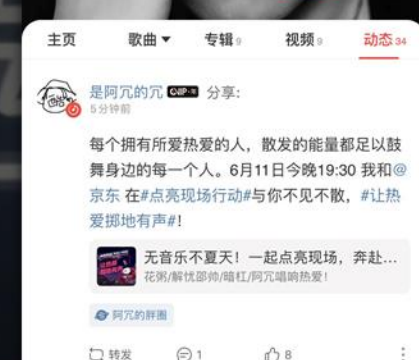 主页 歌曲 专辑 9 视频 9 动态 34
是阿冗的冗 分享:
5分钟前
每个拥有所爱热爱的人，散发的能量都足以鼓
舞身边的每一个人。6月11日今晚19:30 我和@
京东 在#点亮现场行动#与你不见不散，#让热
爱掷地有声#!
无音乐不夏天！一起点亮现场，奔赴...
花粥/解忧邵帅/暗杠/阿冗唱响热爱！
阿冗的胖圈
转发 1 8